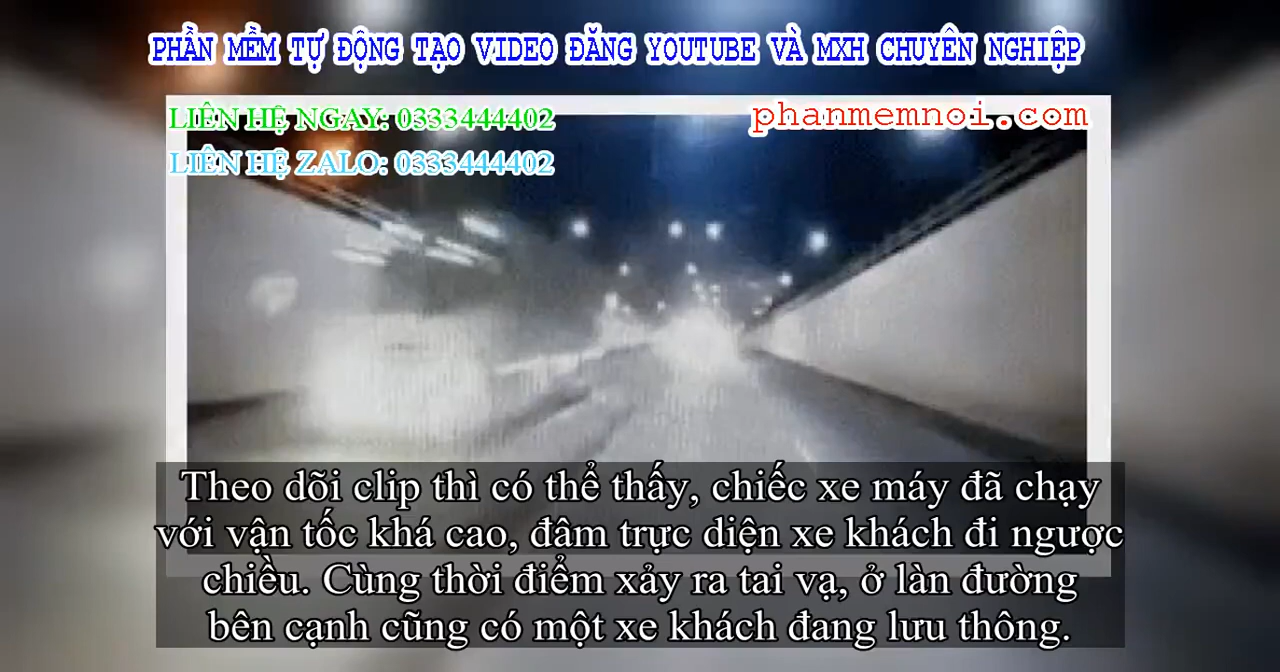 PHẦN MỀM TỰ ĐỘNG TẠO VIDEO ĐĂNG YOUTUBE VÀ MXH CHUYÊN NGHIỆP
LIÊN HỆ NGAY: 0333444402
phanmemnoi.com
LIÊN HỆ ZALO: 0333444402
Theo dõi clip thì có thể thấy, chiếc xe máy đã chạy
với vận tốc khá cao, đâm trực diện xe khách đi ngược
chiều. Cùng thời điểm xảy ra tai vạ, ở làn đường
bên cạnh cũng có một xe khách đang lưu thông.